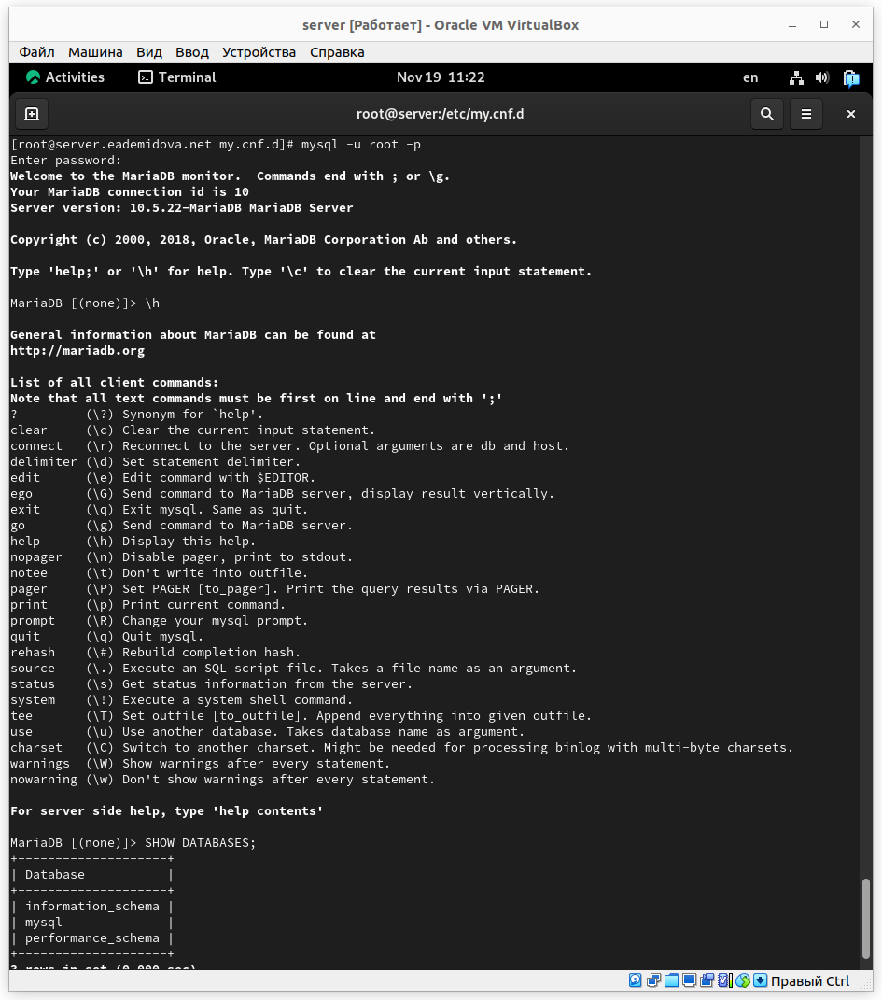 server [Работает] - Oracle VM VirtualBox
Файл Машина Вид Ввод Устройства Справка
Activities Terminal Nov 19 11:22 en
root@server:/etc/my.cnf.d
[root@server.eademidova.net my.cnf.d]# mysql -u root -p
Enter password:
Welcome to the MariaDB monitor.  Commands end with ; or \g.
Your MariaDB connection id is 10
Server version: 10.5.22-MariaDB MariaDB Server
Copyright (c) 2000, 2018, Oracle, MariaDB Corporation Ab and others.
Type 'help;' or '\h' for help. Type '\c' to clear the current input statement.
MariaDB [(none)]> \h
General information about MariaDB can be found at
http://mariadb.org
List of all client commands:
Note that all text commands must be first on line and end with ';'
?         (\?) Synonym for `help'.
clear     (\c) Clear the current input statement.
connect   (\r) Reconnect to the server. Optional arguments are db and host.
delimiter (\d) Set statement delimiter.
edit      (\e) Edit command with $EDITOR.
ego       (\G) Send command to MariaDB server, display result vertically.
exit      (\q) Exit mysql. Same as quit.
go        (\g) Send command to MariaDB server.
help      (\h) Display this help.
nopager   (\n) Disable pager, print to stdout.
notee     (\t) Don't write into outfile.
pager     (\P) Set PAGER [to_pager]. Print the query results via PAGER.
print     (\p) Print current command.
prompt    (\R) Change your mysql prompt.
quit      (\q) Quit mysql.
rehash    (\#) Rebuild completion hash.
source    (\.) Execute an SQL script file. Takes a file name as an argument.
status    (\s) Get status information from the server.
system    (\!) Execute a system shell command.
tee       (\T) Set outfile [to_outfile]. Append everything into given outfile.
use       (\u) Use another database. Takes database name as argument.
charset   (\C) Switch to another charset. Might be needed for processing binlog with multi-byte charsets.
warnings  (\W) Show warnings after every statement.
nowarning (\w) Don't show warnings after every statement.
For server side help, type 'help contents'
MariaDB [(none)]> SHOW DATABASES;
+--------------------+
| Database           |
+--------------------+
| information_schema |
| mysql              |
| performance_schema |
+--------------------+
3 rows in set (0.000 sec)
Правый Ctrl